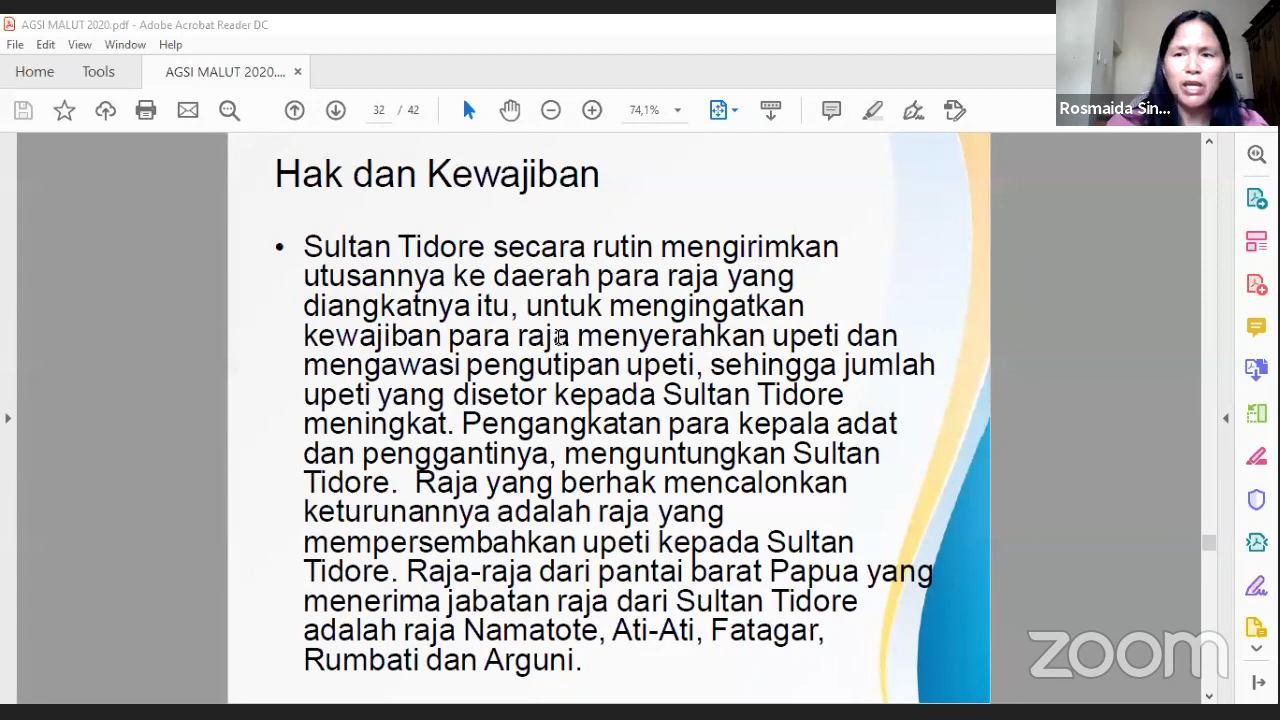 AGSI MALUT 2020.pdf - Adobe Acrobat Reader DC
File Edit View Window Help
Home Tools AGSI MALUT 2020.... ×
32 / 42 74,1%
Rosmaida Sin...
Hak dan Kewajiban
• Sultan Tidore secara rutin mengirimkan
utusannya ke daerah para raja yang
diangkatnya itu, untuk mengingatkan
kewajiban para raja menyerahkan upeti dan
mengawasi pengutipan upeti, sehingga jumlah
upeti yang disetor kepada Sultan Tidore
meningkat. Pengangkatan para kepala adat
dan penggantinya, menguntungkan Sultan
Tidore. Raja yang berhak mencalonkan
keturunannya adalah raja yang
mempersembahkan upeti kepada Sultan
Tidore. Raja-raja dari pantai barat Papua yang
menerima jabatan raja dari Sultan Tidore
adalah raja Namatote, Ati-Ati, Fatagar,
Rumbati dan Arguni.
zoom